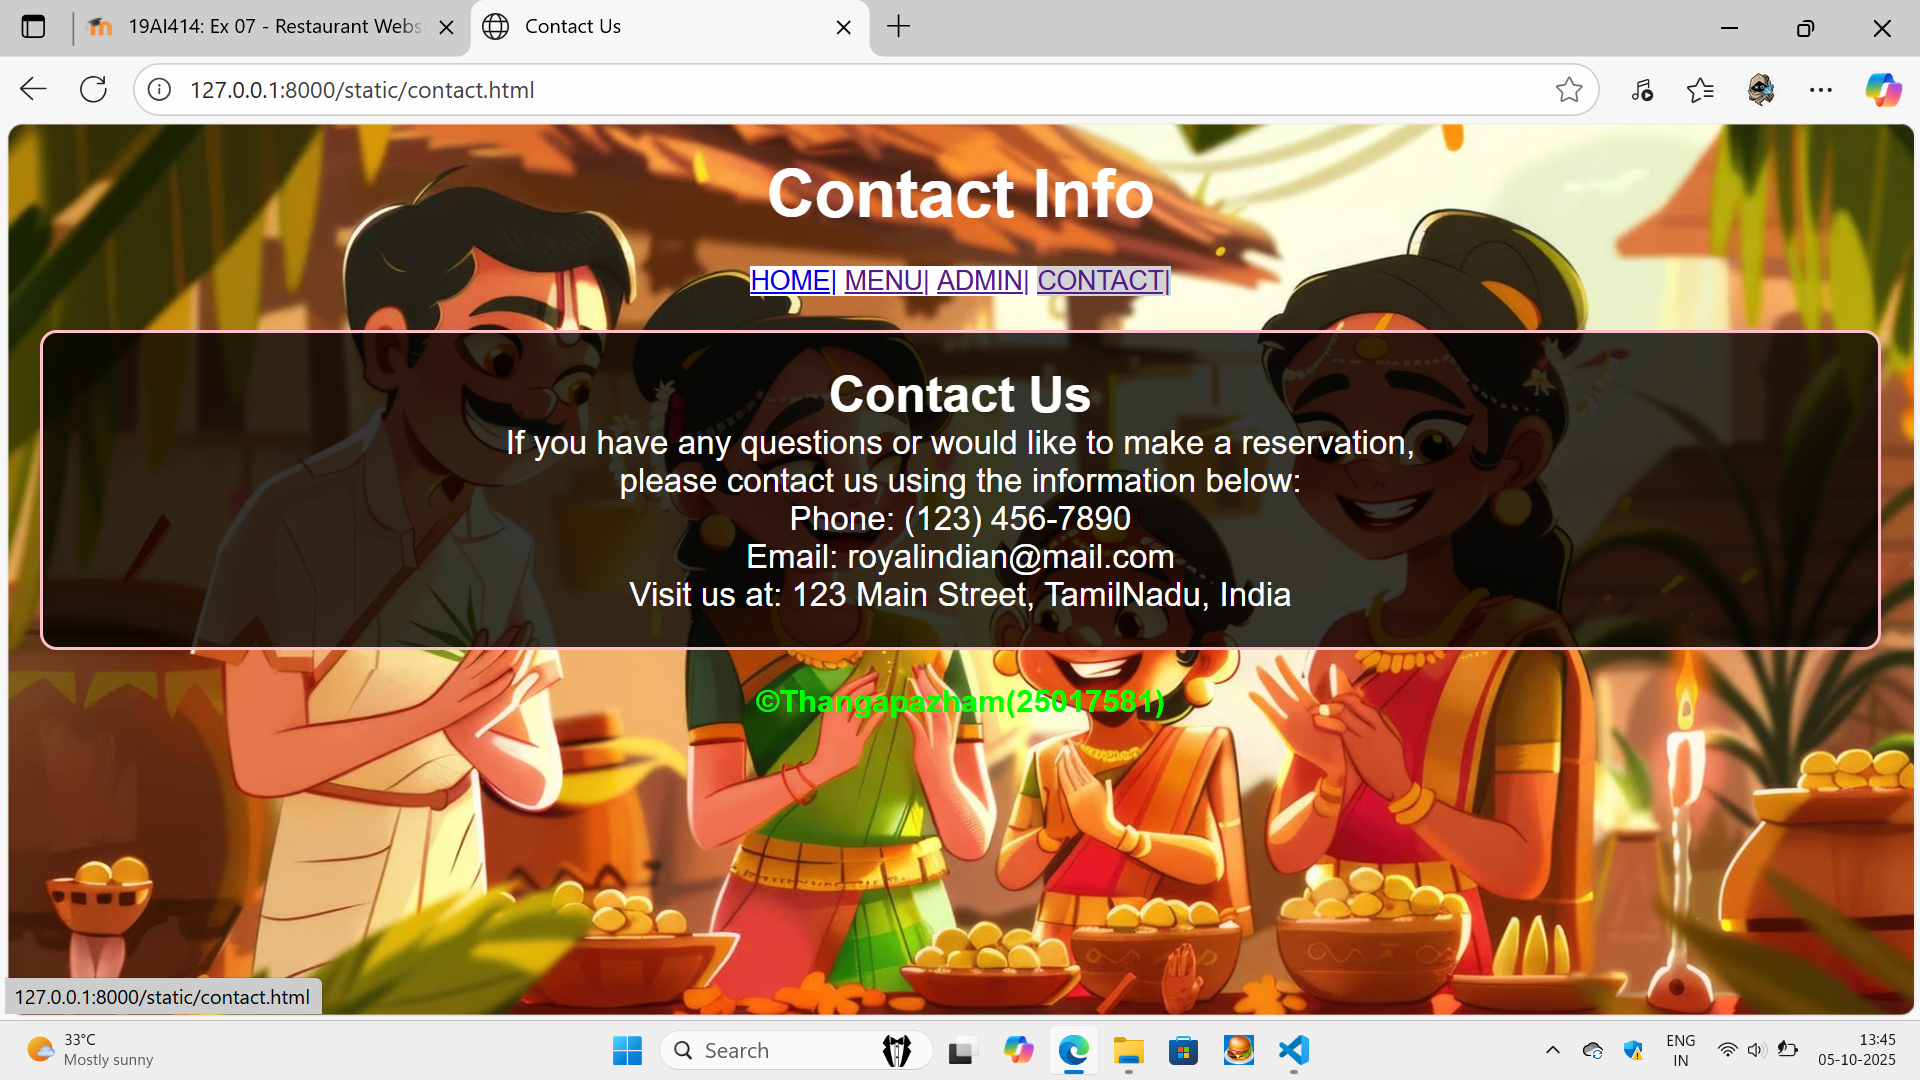 19AI414: Ex 07 - Restaurant Webs
Contact Us
127.0.0.1:8000/static/contact.html
Contact Info
HOME| MENU| ADMIN| CONTACT|
Contact Us
If you have any questions or would like to make a reservation,
please contact us using the information below:
Phone: (123) 456-7890
Email: royalindian@mail.com
Visit us at: 123 Main Street, TamilNadu, India
©Thangapazham(25017581)
127.0.0.1:8000/static/contact.html
33°C
Mostly sunny
Search
ENG
IN
13:45
05-10-2025